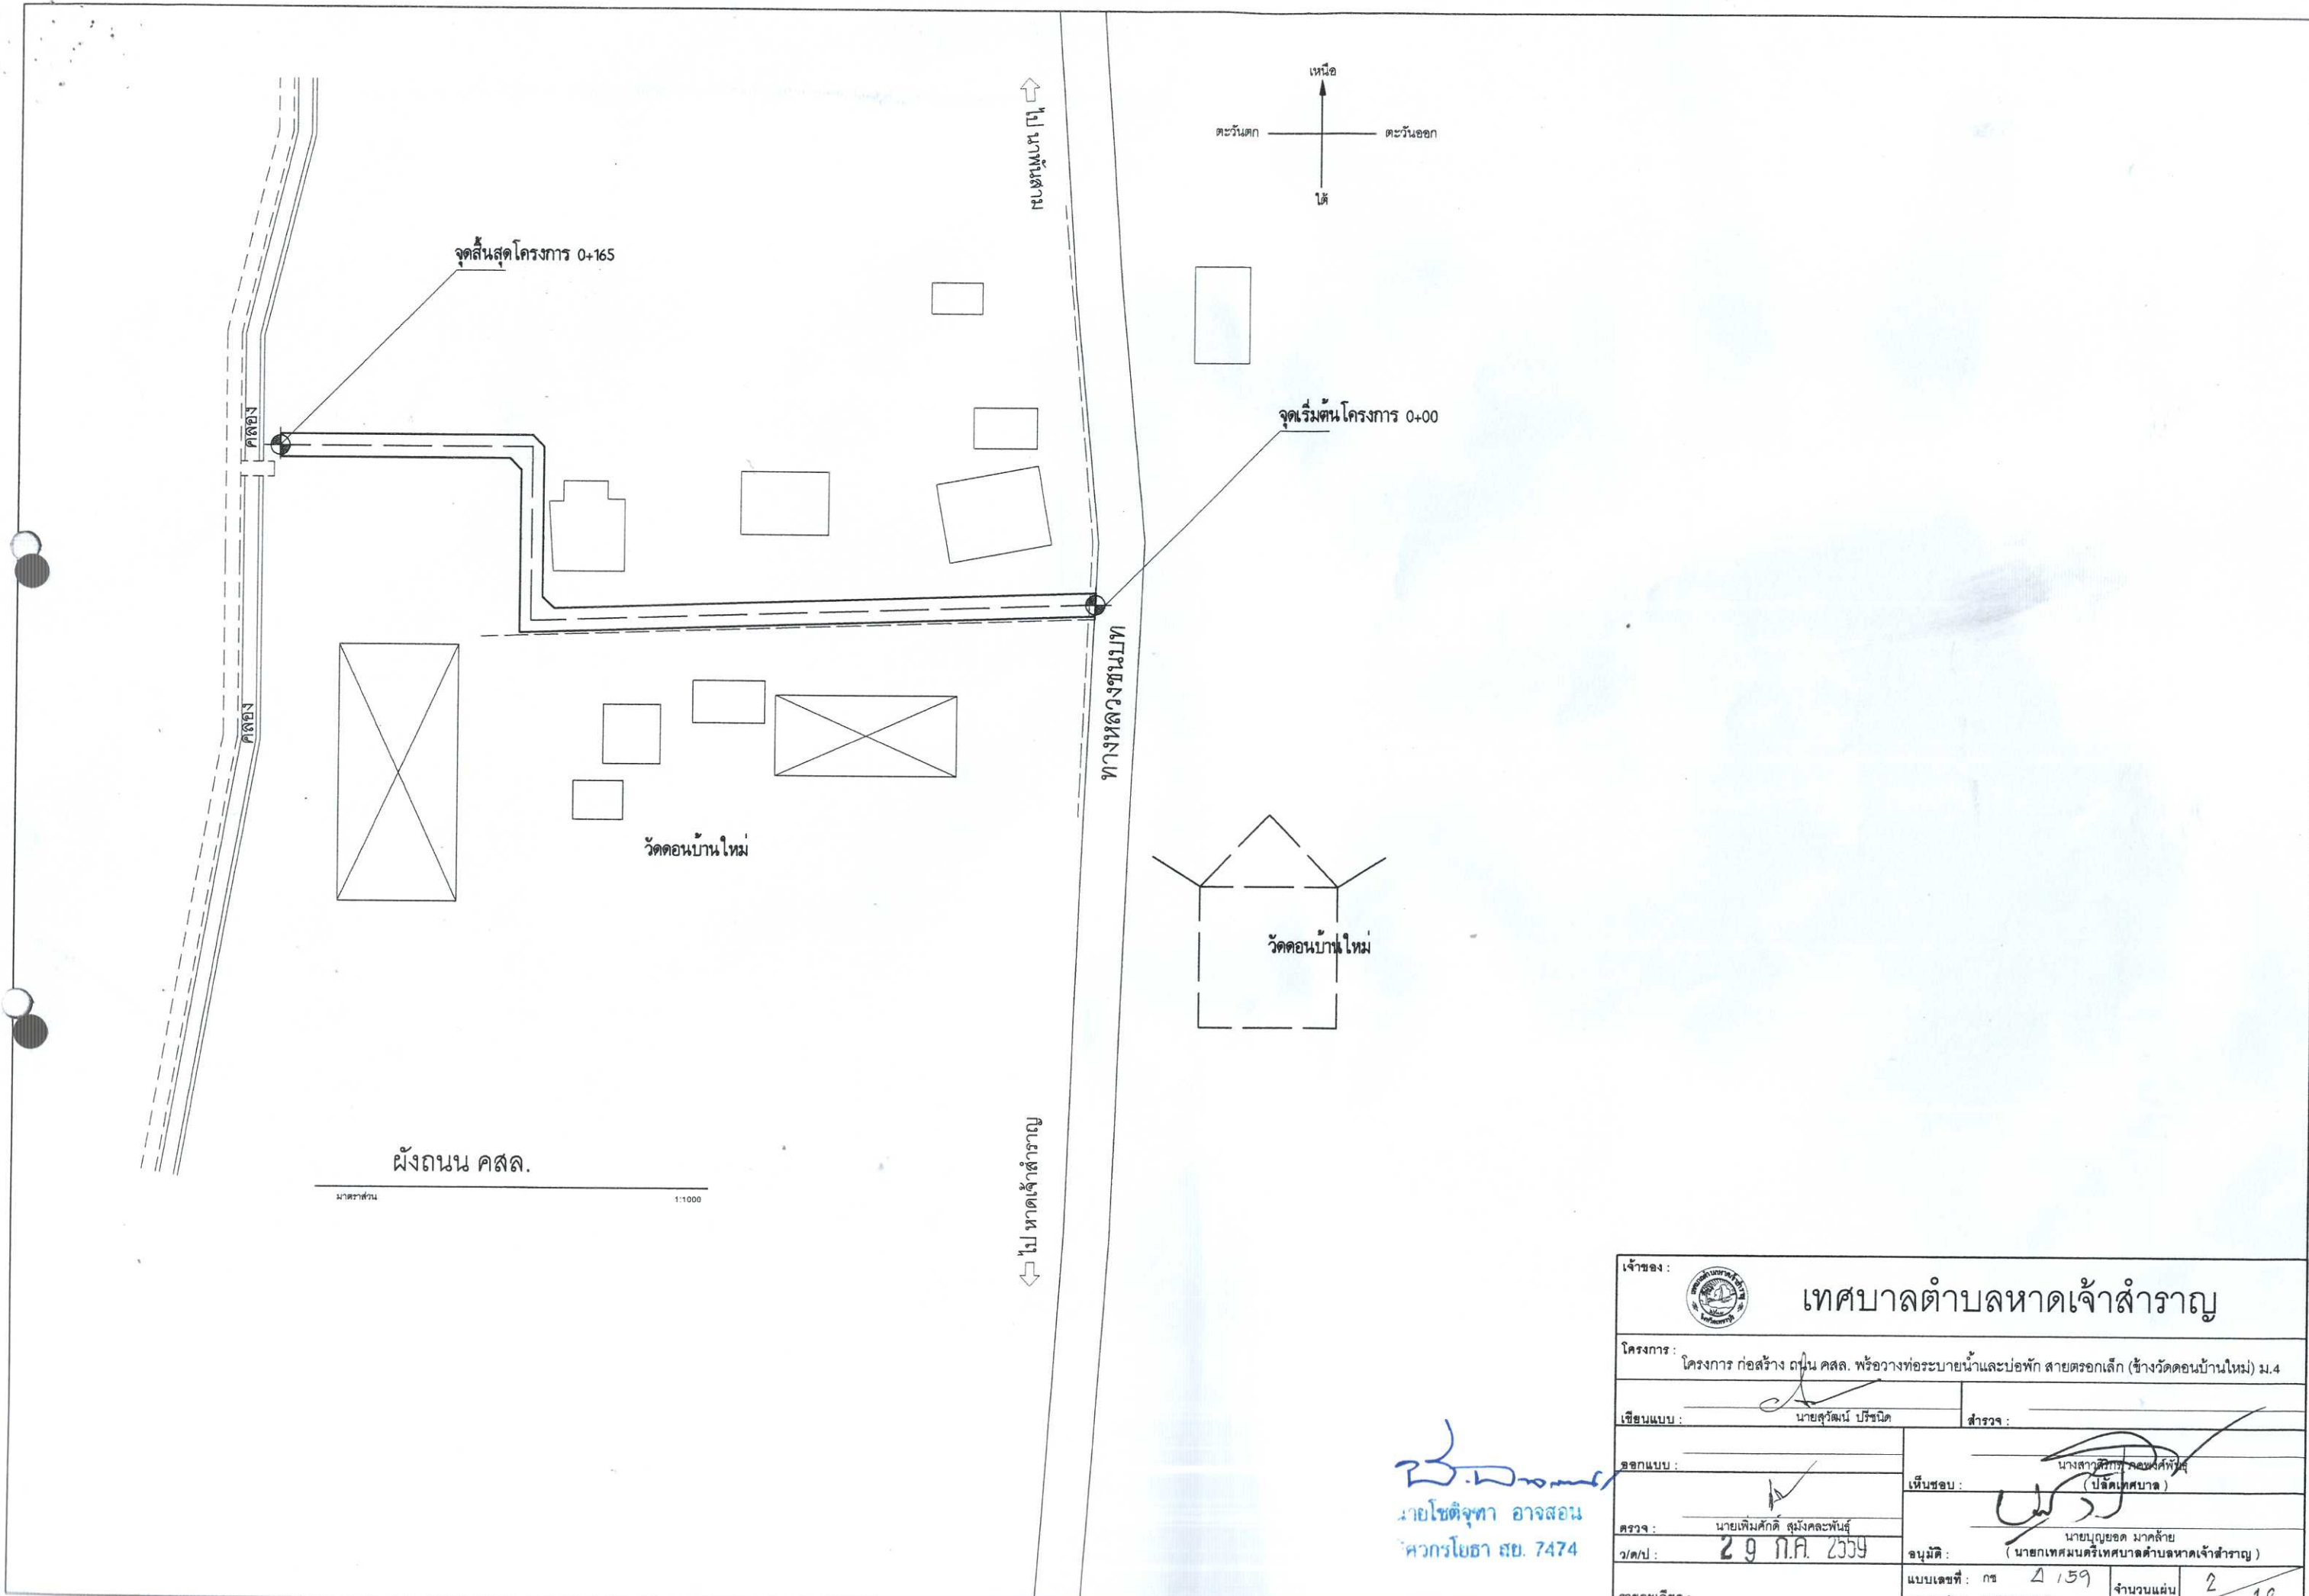 เหนือ
ตะวันตก
ตะวันออก
ใต้
ไป นาพันสาม
จุดสิ้นสุดโครงการ 0+165
จุดเริ่มต้นโครงการ 0+00
คลอง
คลอง
ทางหลวงชนบท
วัดดอนบ้านใหม่
วัดดอนบ้านใหม่
ไป หาดเจ้าสำราญ
ผังถนน คสล.
มาตราส่วน 1:1000
นายโชติจุฑา อาจสอน
วิศวกรโยธา สย. 7474
เจ้าของ :
เทศบาลตำบลหาดเจ้าสำราญ
โครงการ :
โครงการ ก่อสร้าง ถนน คสล. พร้อวางท่อระบายน้ำและบ่อพัก สายตรอกเล็ก (ข้างวัดดอนบ้านใหม่) ม.4
เขียนแบบ :
นายสุวัฒน์ ปรีชนิด
สำรวจ :
ออกแบบ :
เห็นชอบ :
( ปลัดเทศบาล )
ตรวจ :
นายเพิ่มศักดิ์ สุมังคละพันธุ์
ว/ด/ป : 29 ก.ค. 2559
อนุมัติ :
นายบุญยอด มาคล้าย
( นายกเทศมนตรีเทศบาลตำบลหาดเจ้าสำราญ )
แบบเลขที่ : กช
จำนวนแผ่น
2